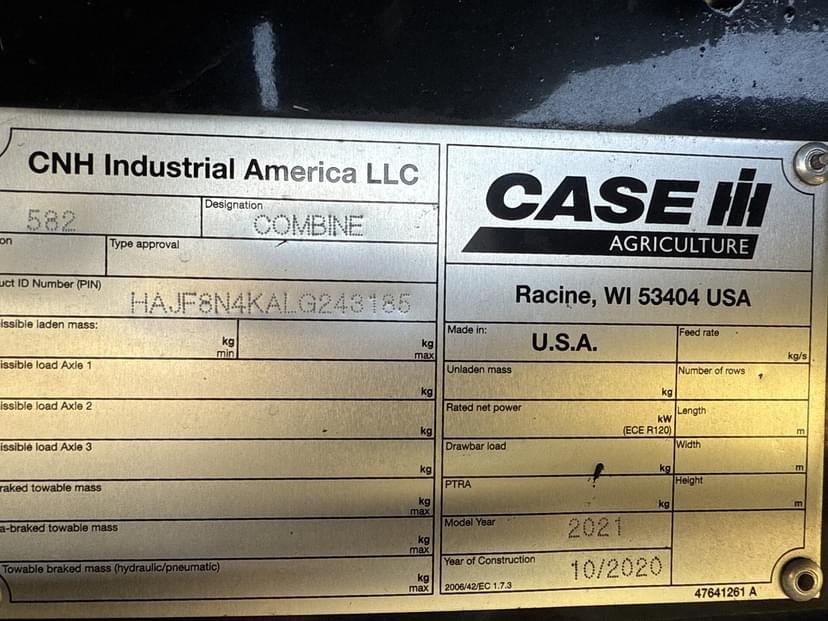 CNH Industrial America LLC
582
Designation
COMBINE
on
Type approval
uct ID Number (PIN)
HAJF8N4KALG243185
issible laden mass:
kg
min
kg
max
issible load Axle 1
kg
issible load Axle 2
kg
issible load Axle 3
kg
raked towable mass
kg
max
a-braked towable mass
kg
max
Towable braked mass (hydraulic/pneumatic)
kg
max
CASE IH
AGRICULTURE
Racine, WI 53404 USA
Made in:
U.S.A.
Feed rate
kg/s
Unladen mass
kg
Number of rows
Rated net power
kW
(ECE R120)
Length
m
Drawbar load
kg
Width
m
PTRA
kg
Height
m
Model Year
2021
Year of Construction
10/2020
2006/42/EC 1.7.3
47641261 A